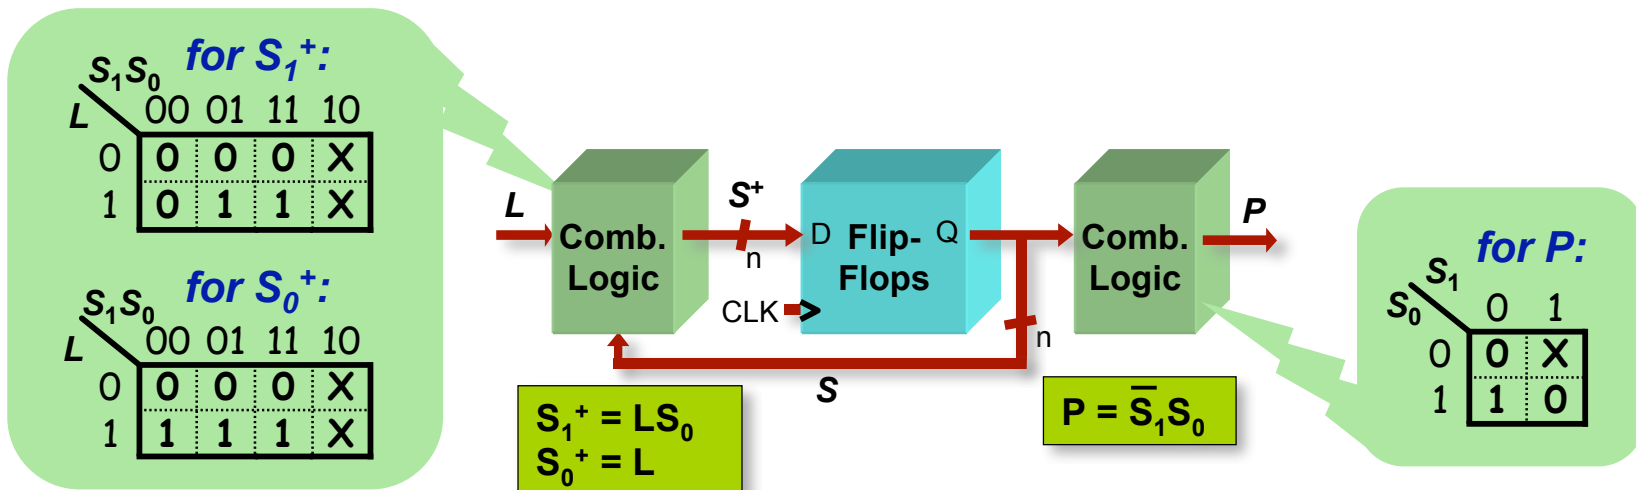 for S₁⁺:
S₁S₀
L
00 01 11 10
0 0 0 0 X
1 0 1 1 X
for S₀⁺:
S₁S₀
L
00 01 11 10
0 0 0 0 X
1 1 1 1 X
L
Comb.
Logic
S⁺
n
D
Flip-
Flops
Q
CLK
Comb.
Logic
P
n
S
S₁⁺ = LS₀
S₀⁺ = L
P = S̅₁S₀
for P:
S₁
S₀
0 1
0 0 X
1 1 0